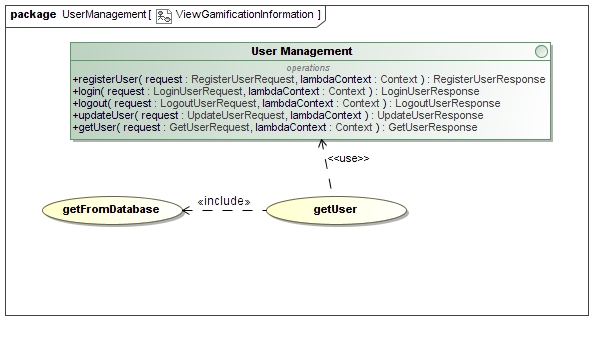 package UserManagement [ ViewGamificationInformation ]
User Management
operations
+registerUser( request : RegisterUserRequest, lambdaContext : Context ) : RegisterUserResponse
+login( request : LoginUserRequest, lambdaContext : Context ) : LoginUserResponse
+logout( request : LogoutUserRequest, lambdaContext : Context ) : LogoutUserResponse
+updateUser( request : UpdateUserRequest, lambdaContext : Context ) : UpdateUserResponse
+getUser( request : GetUserRequest, lambdaContext : Context ) : GetUserResponse
<<use>>
«include»
getFromDatabase
getUser